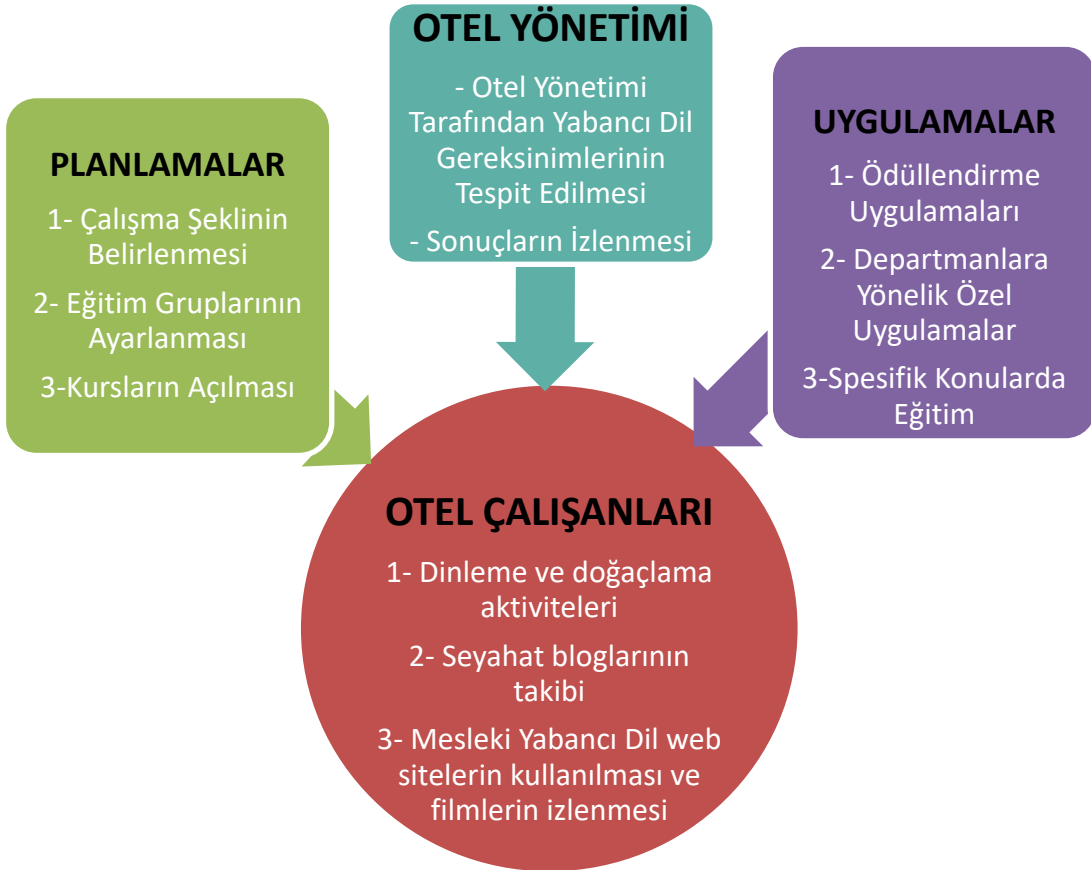 OTEL YÖNETİMİ
- Otel Yönetimi
Tarafından Yabancı Dil
Gereksinimlerinin
Tespit Edilmesi
- Sonuçların İzlenmesi
PLANLAMALAR
1- Çalışma Şeklinin
Belirlenmesi
2- Eğitim Gruplarının
Ayarlanması
3-Kursların Açılması
UYGULAMALAR
1- Ödüllendirme
Uygulamaları
2- Departmanlara
Yönelik Özel
Uygulamalar
3-Spesifik Konularda
Eğitim
OTEL ÇALIŞANLARI
1- Dinleme ve doğaçlama
aktiviteleri
2- Seyahat bloglarının
takibi
3- Mesleki Yabancı Dil web
sitelerin kullanılması ve
filmlerin izlenmesi